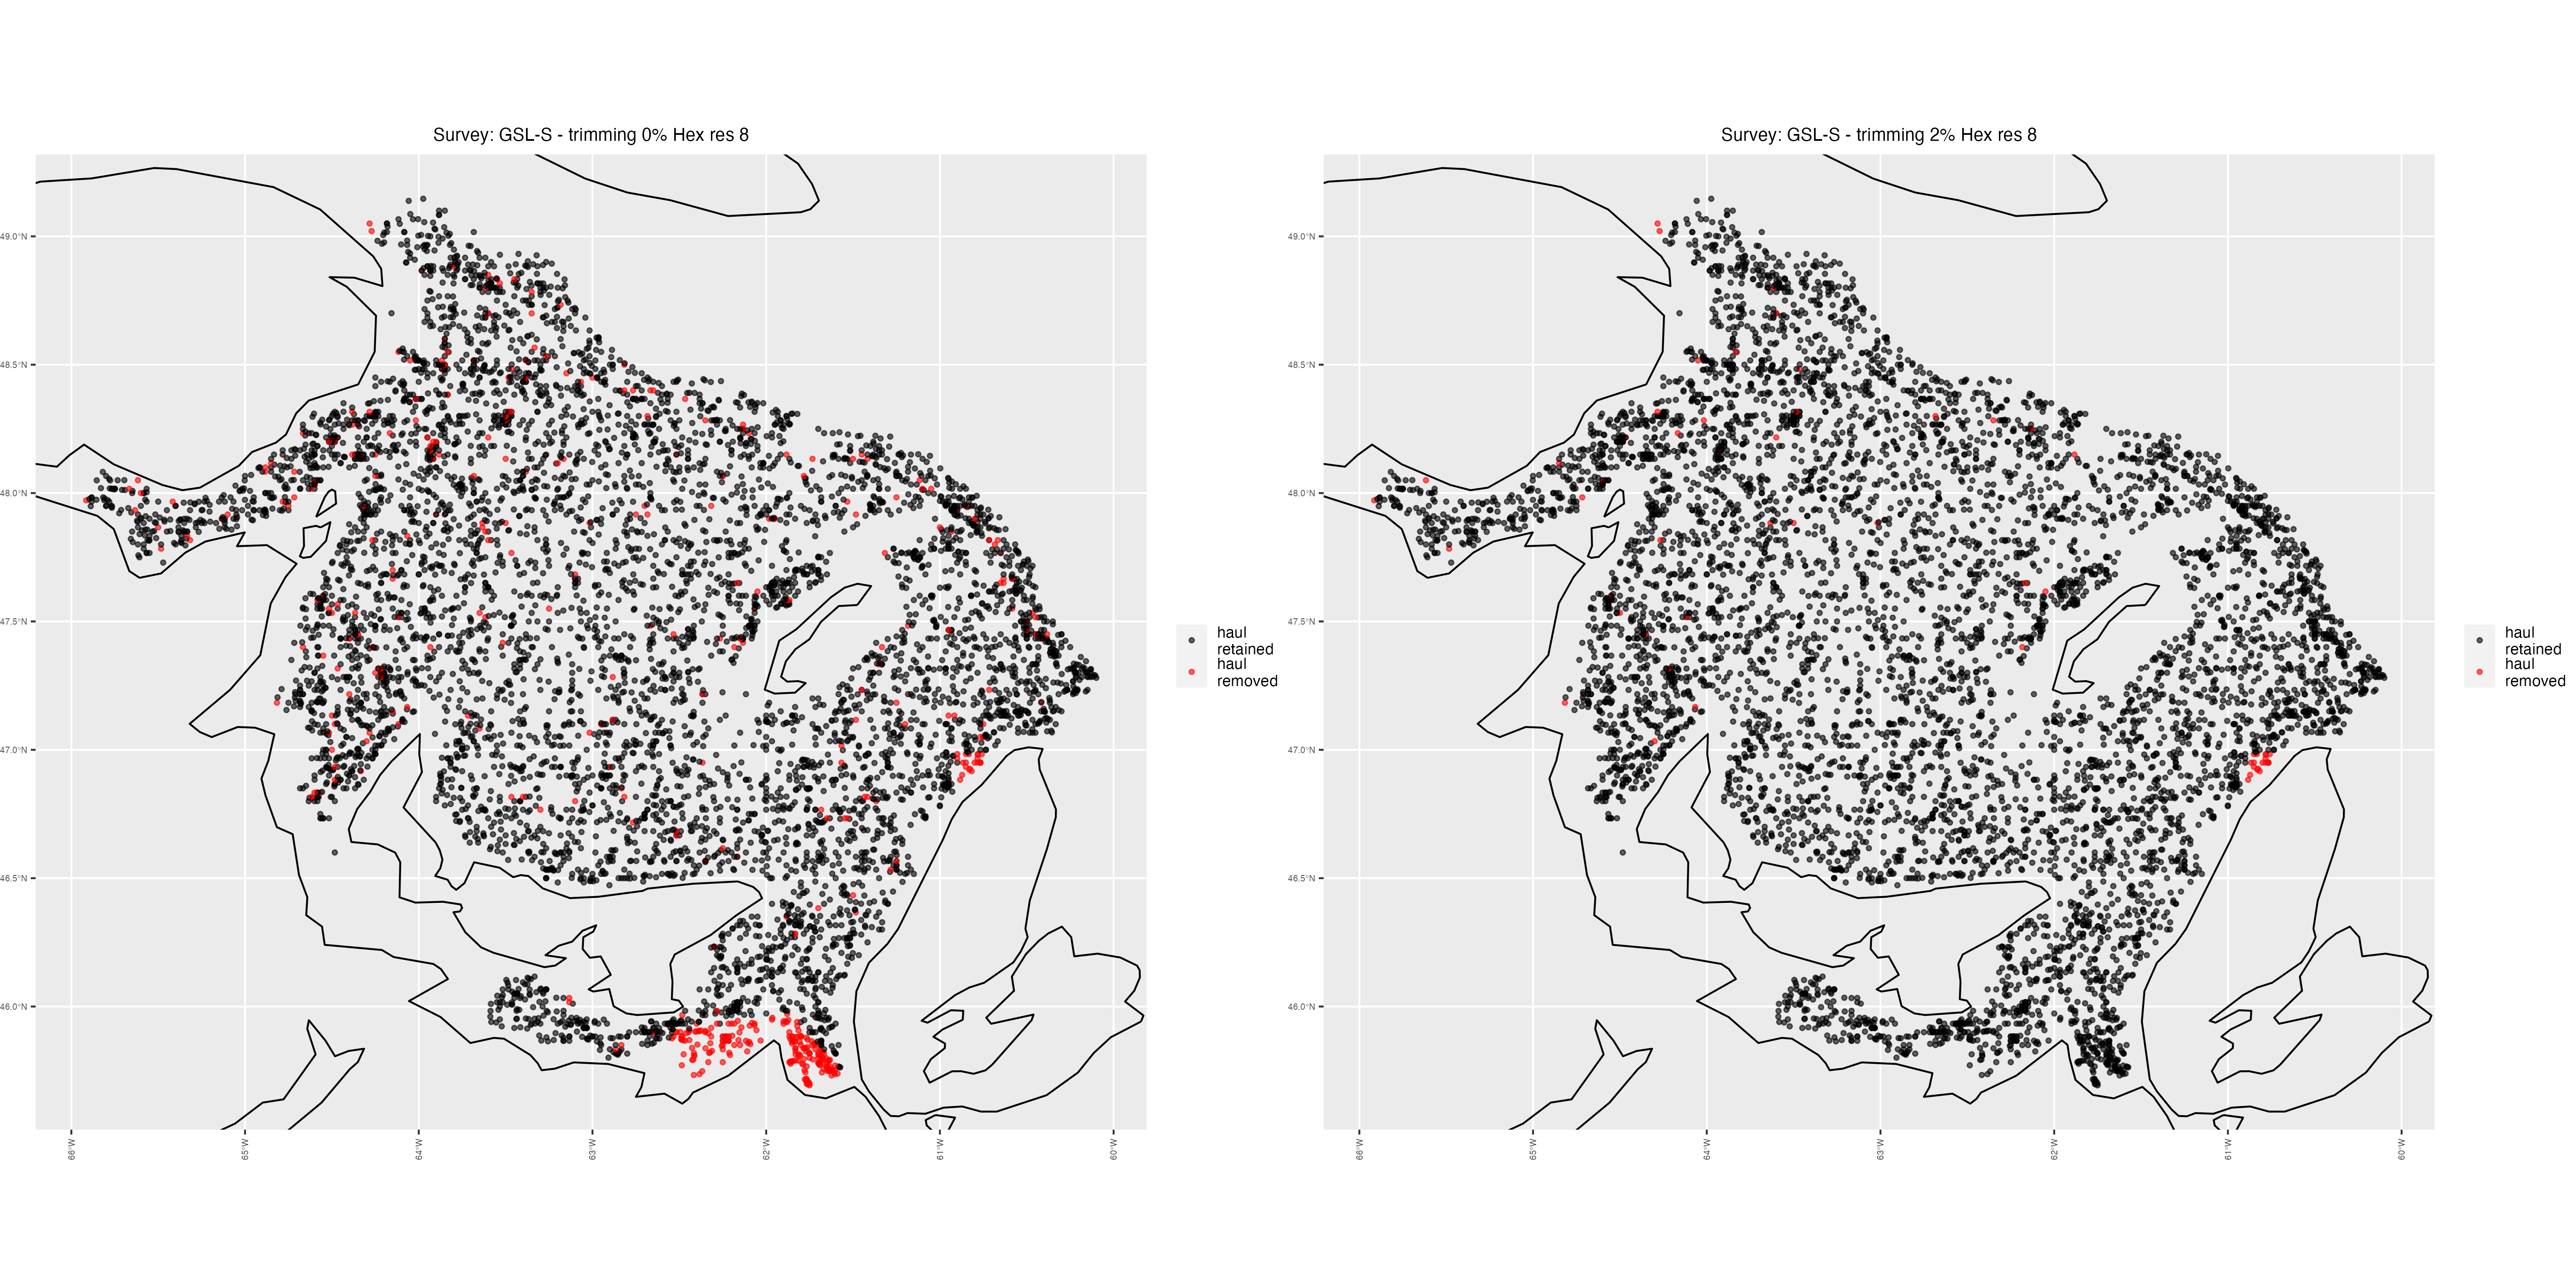 Survey: GSL-S - trimming 0% Hex res 8
49.0°N
48.5°N
48.0°N
47.5°N
47.0°N
46.5°N
46.0°N
66°W
65°W
64°W
63°W
62°W
61°W
60°W
haul
retained
haul
removed
Survey: GSL-S - trimming 2% Hex res 8
49.0°N
48.5°N
48.0°N
47.5°N
47.0°N
46.5°N
46.0°N
66°W
65°W
64°W
63°W
62°W
61°W
60°W
haul
retained
haul
removed